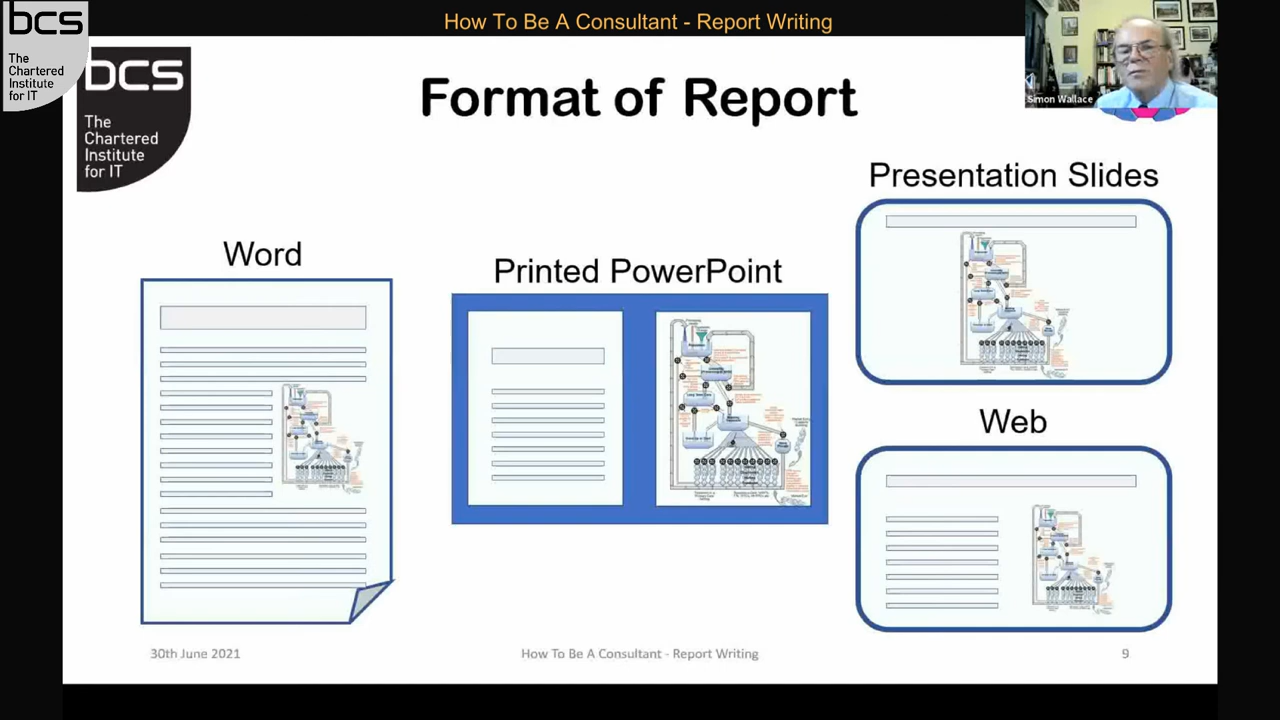 bcs
The
Chartered
Institute
for IT
How To Be A Consultant - Report Writing
bcs
The
Chartered
Institute
for IT
Format of Report
Simon Wallace
Word
Printed PowerPoint
Presentation Slides
Web
30th June 2021
How To Be A Consultant - Report Writing
9